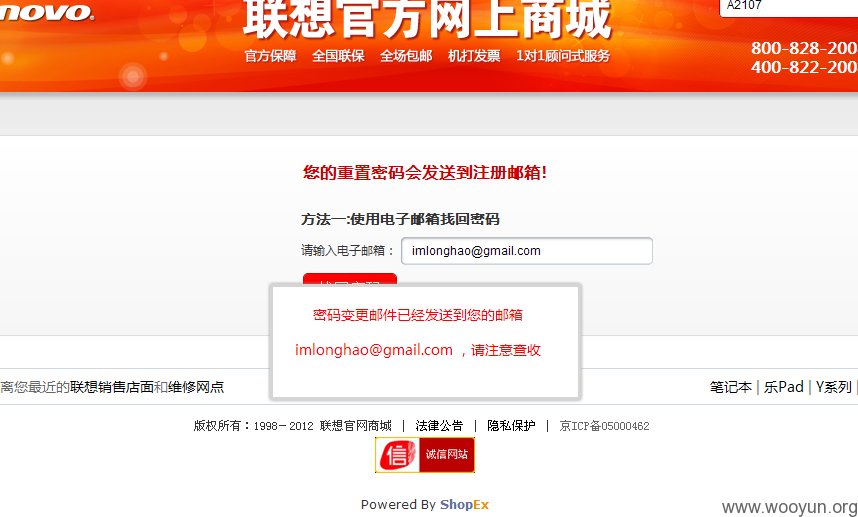 novo.
联想官方网上商城
官方保障 全国联保 全场包邮 机打发票 1对1顾问式服务
A2107
800-828-200
400-822-200
您的重置密码会发送到注册邮箱!
方法一:使用电子邮箱找回密码
请输入电子邮箱： imlonghao@gmail.com
密码变更邮件已经发送到您的邮箱
imlonghao@gmail.com ，请注意查收
离您最近的联想销售店面和维修网点
笔记本 | 乐Pad | Y系列 |
版权所有：1998－2012 联想官网商城 | 法律公告 | 隐私保护 | 京ICP备05000462
信 诚信网站
Powered By ShopEx
www.wooyun.org